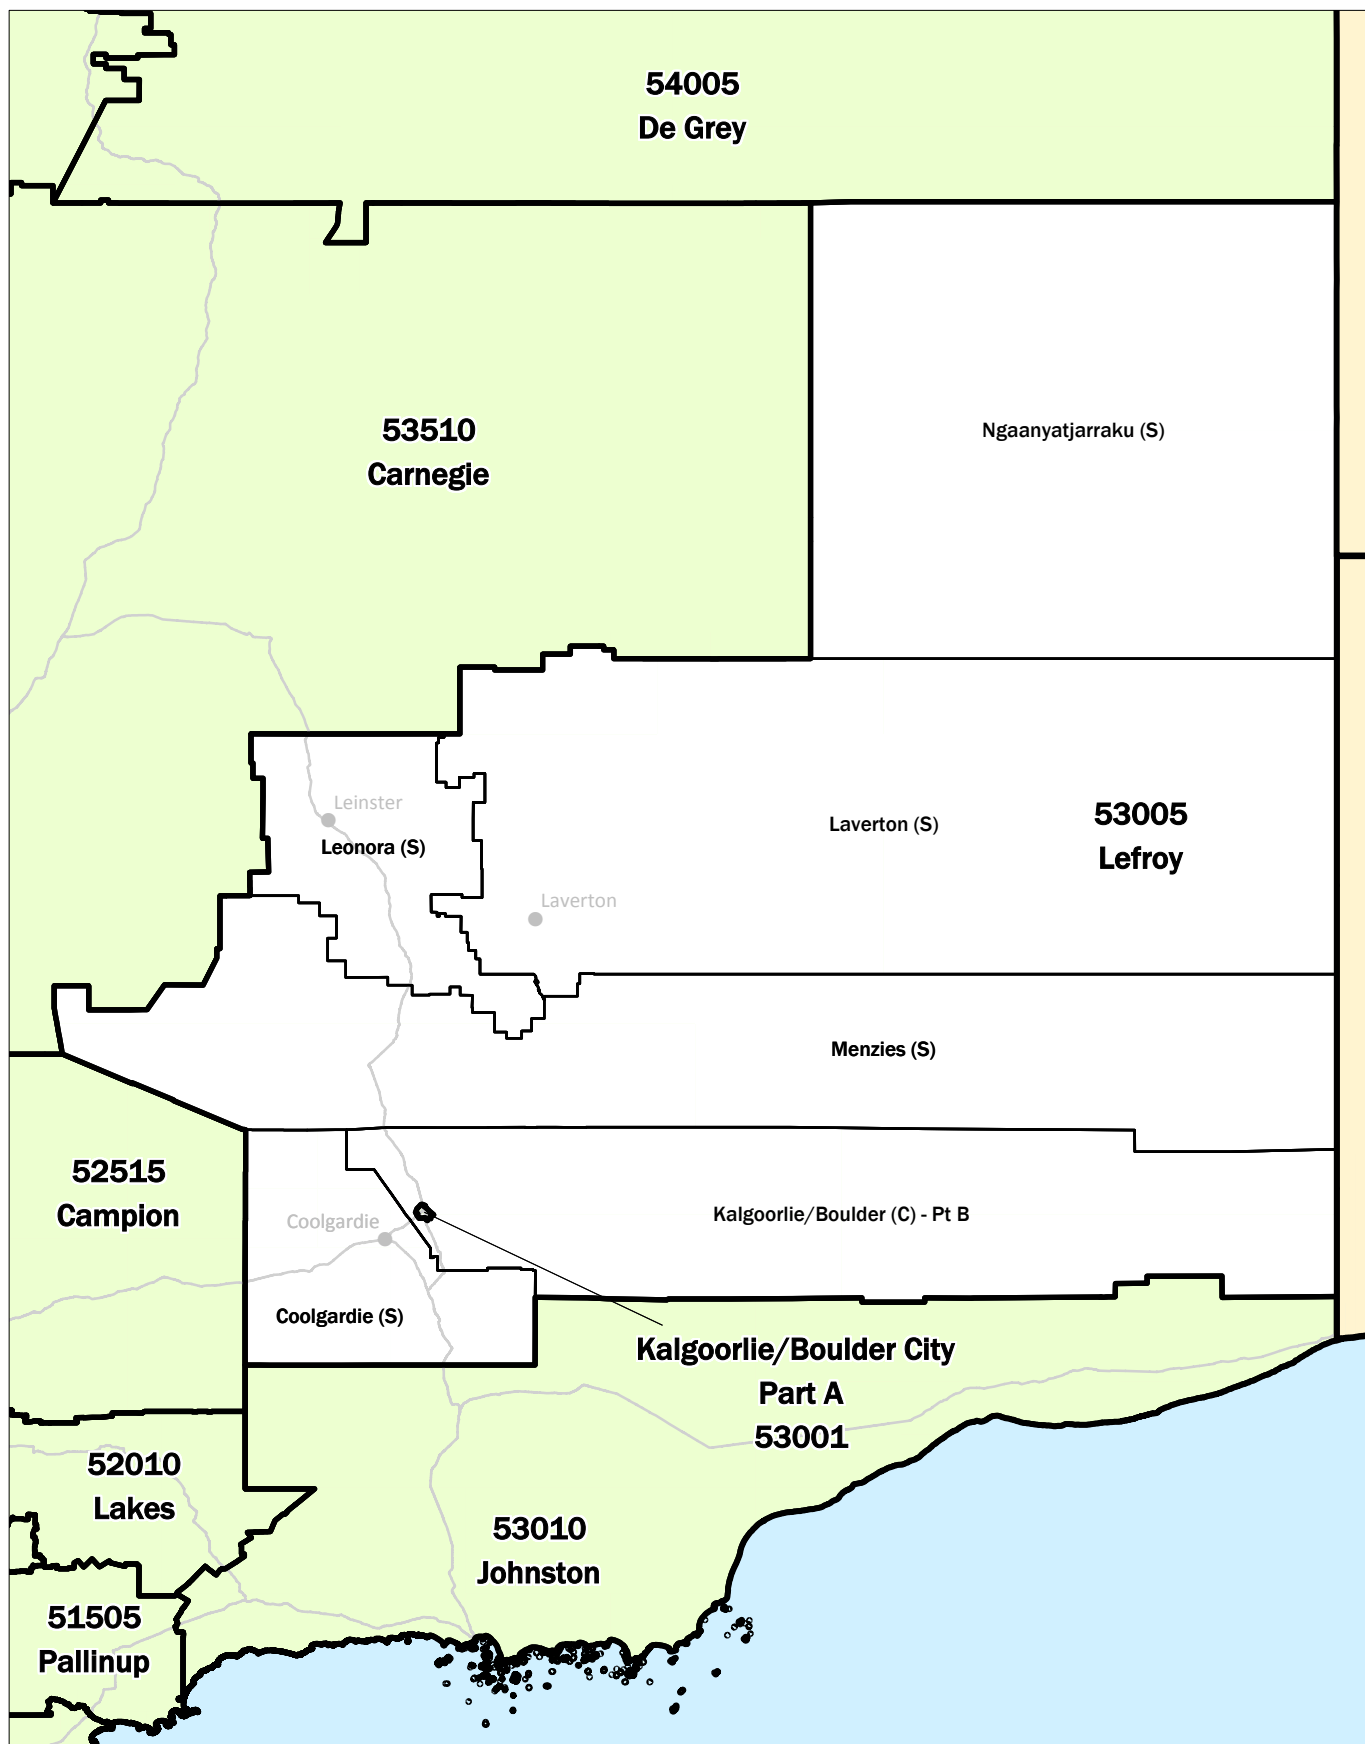 54005
De Grey
53510
Carnegie
Ngaanyatjarraku (S)
Leinster
Leonora (S)
Laverton (S)
53005
Lefroy
Laverton
Menzies (S)
52515
Campion
Coolgardie
Kalgoorlie/Boulder (C) - Pt B
Coolgardie (S)
Kalgoorlie/Boulder City
Part A
53001
52010
Lakes
53010
Johnston
51505
Pallinup